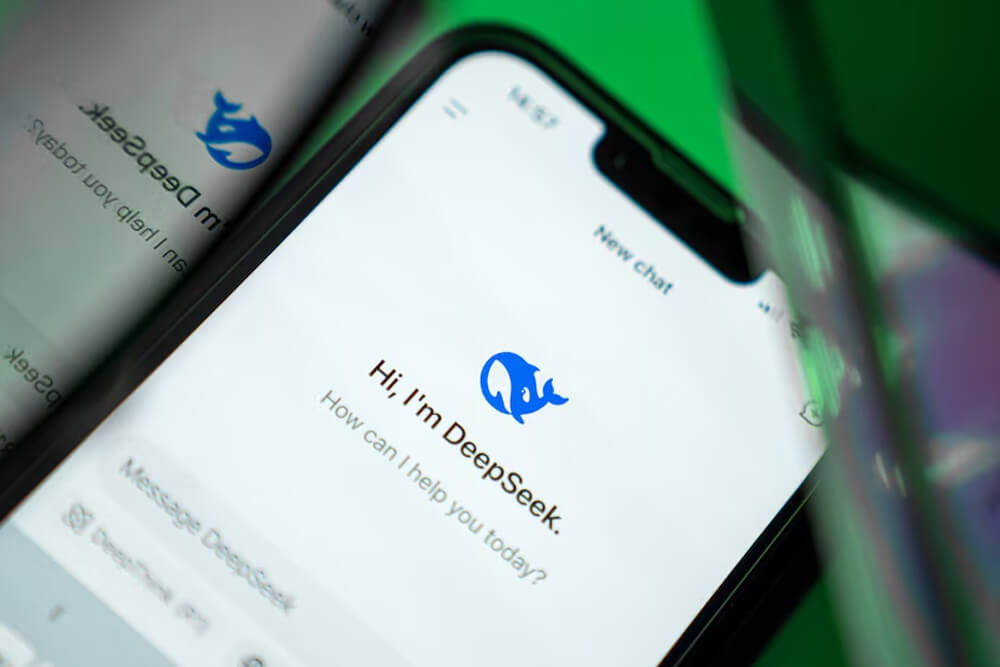 14:57
New chat
Hi, I'm DeepSeek.
How can I help you today?
Message DeepSeek
DeepThink (R1)
I'm DeepSeek.
an I help you today?
pSeek